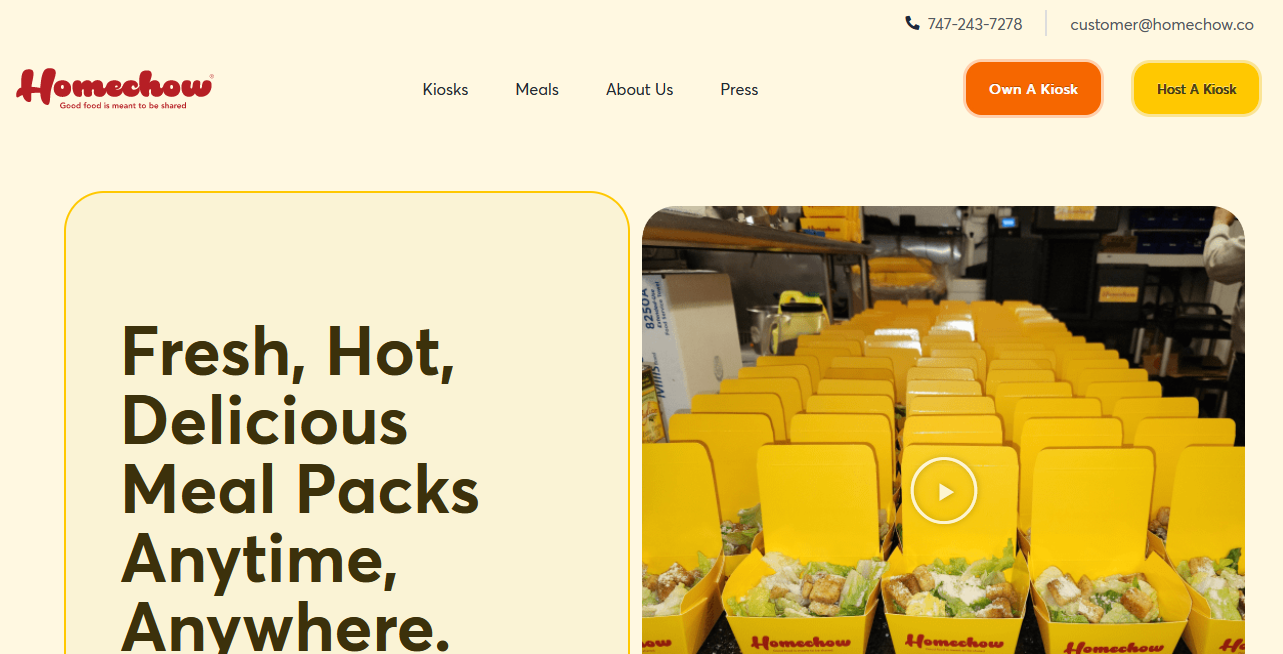 747-243-7278
customer@homechow.co
Homechow®
Good food is meant to be shared
Kiosks
Meals
About Us
Press
Own A Kiosk
Host A Kiosk
Fresh, Hot,
Delicious
Meal Packs
Anytime,
Anywhere.
8250A
Homechow
Homechow
Homechow